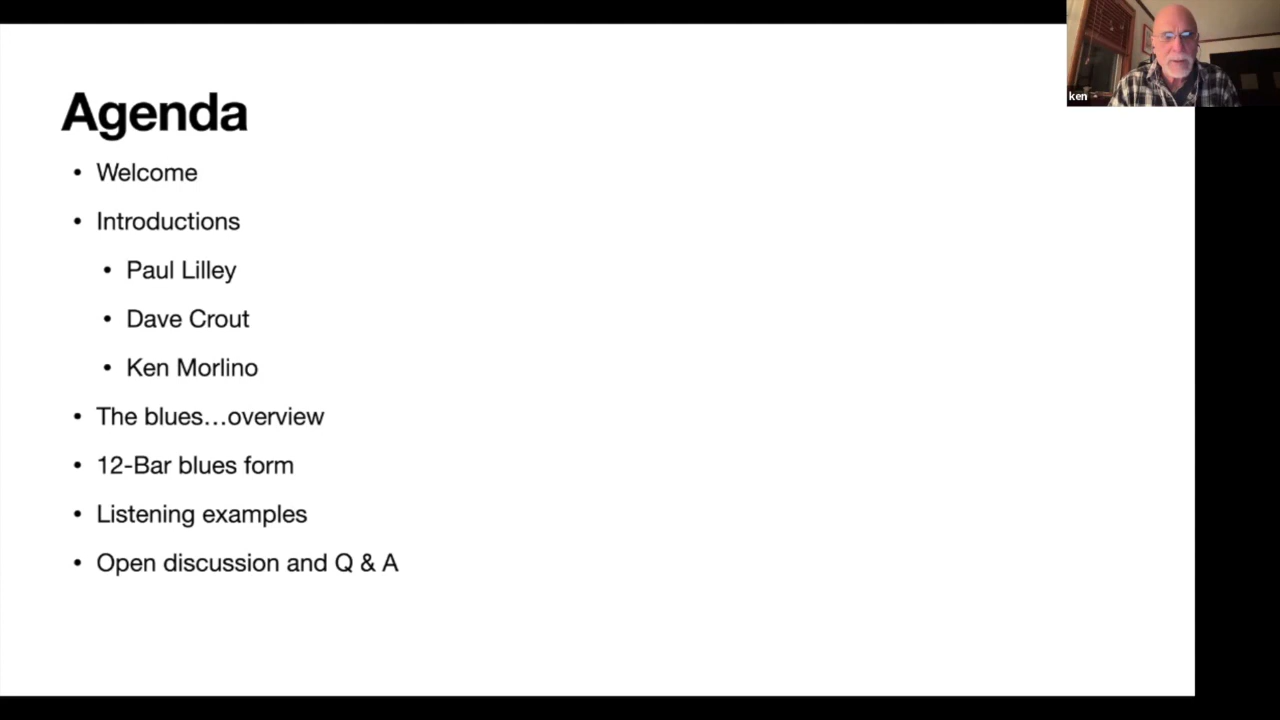 Agenda
• Welcome
• Introductions
• Paul Lilley
• Dave Crout
• Ken Morlino
• The blues…overview
• 12-Bar blues form
• Listening examples
• Open discussion and Q & A
ken